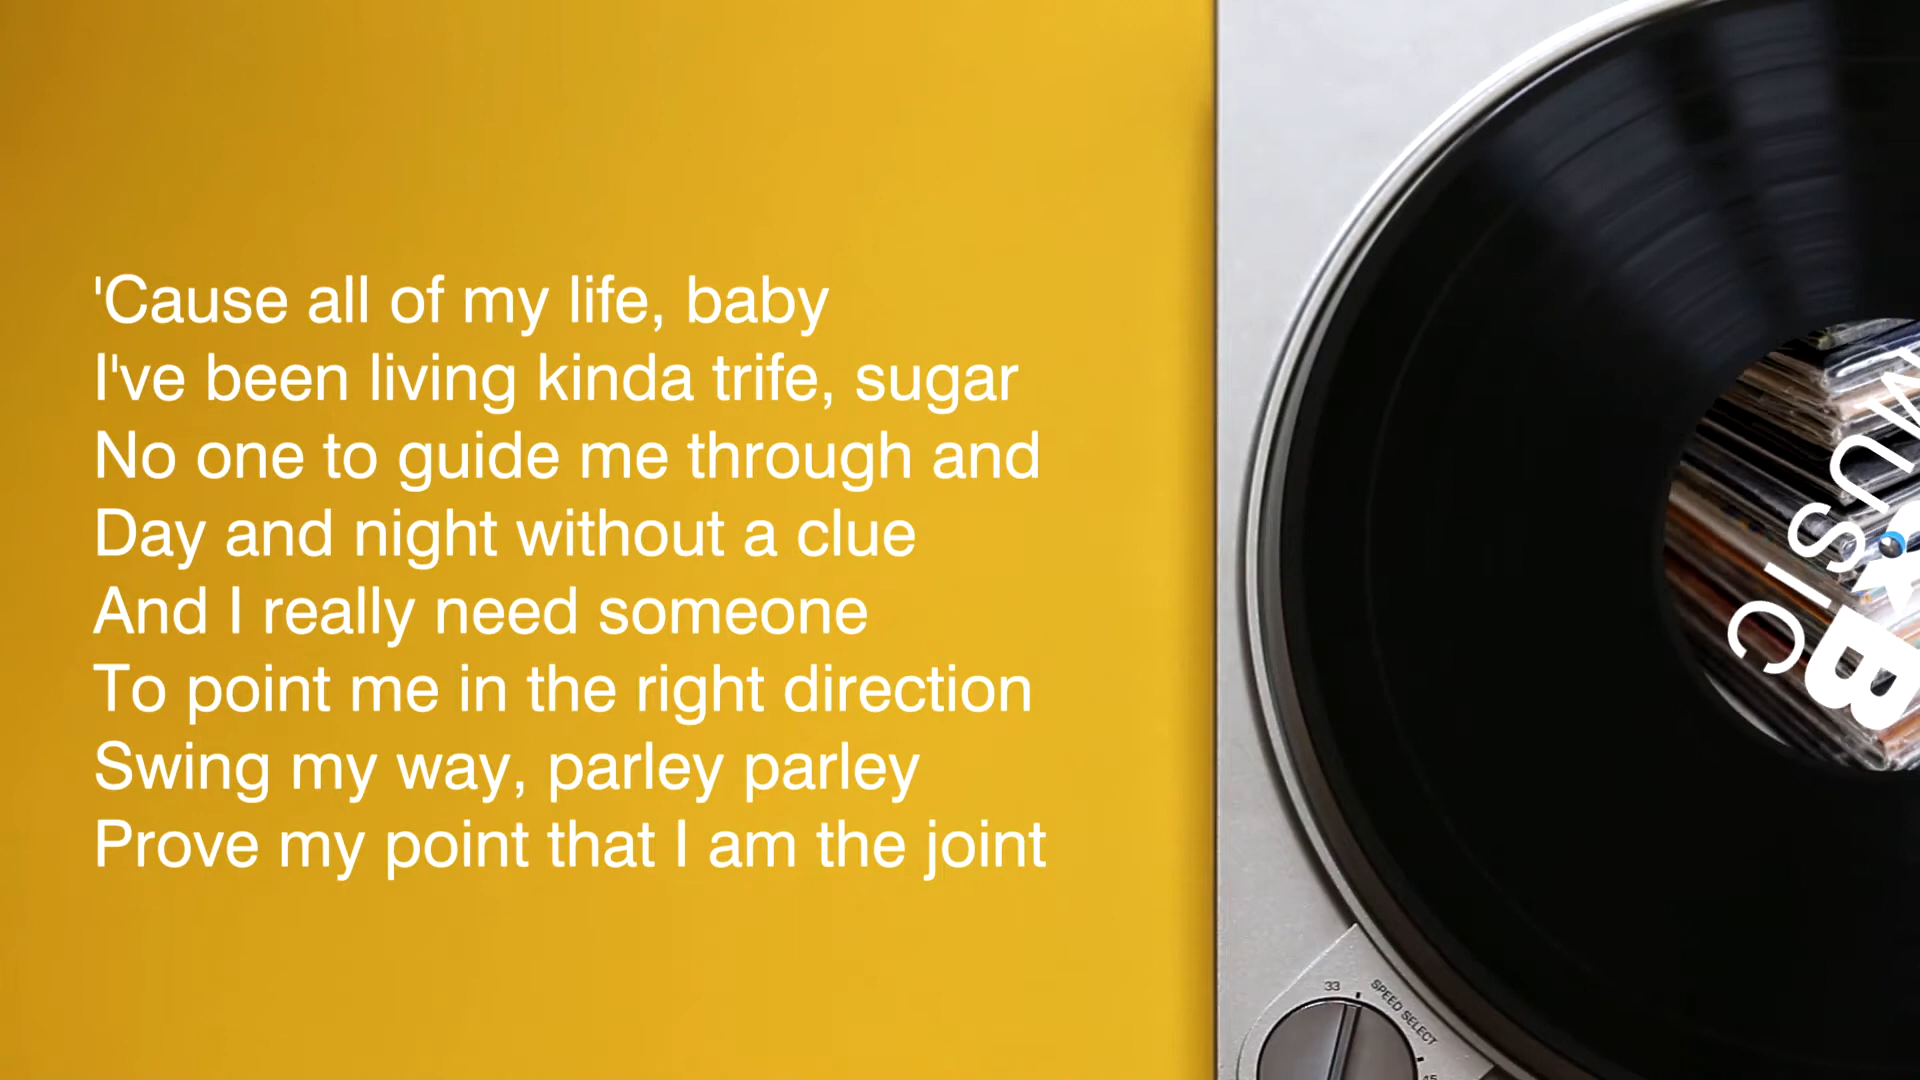 'Cause all of my life, baby
I've been living kinda trife, sugar
No one to guide me through and
Day and night without a clue
And I really need someone
To point me in the right direction
Swing my way, parley parley
Prove my point that I am the joint
MUSIC
B
33
SPEED SELECT
45